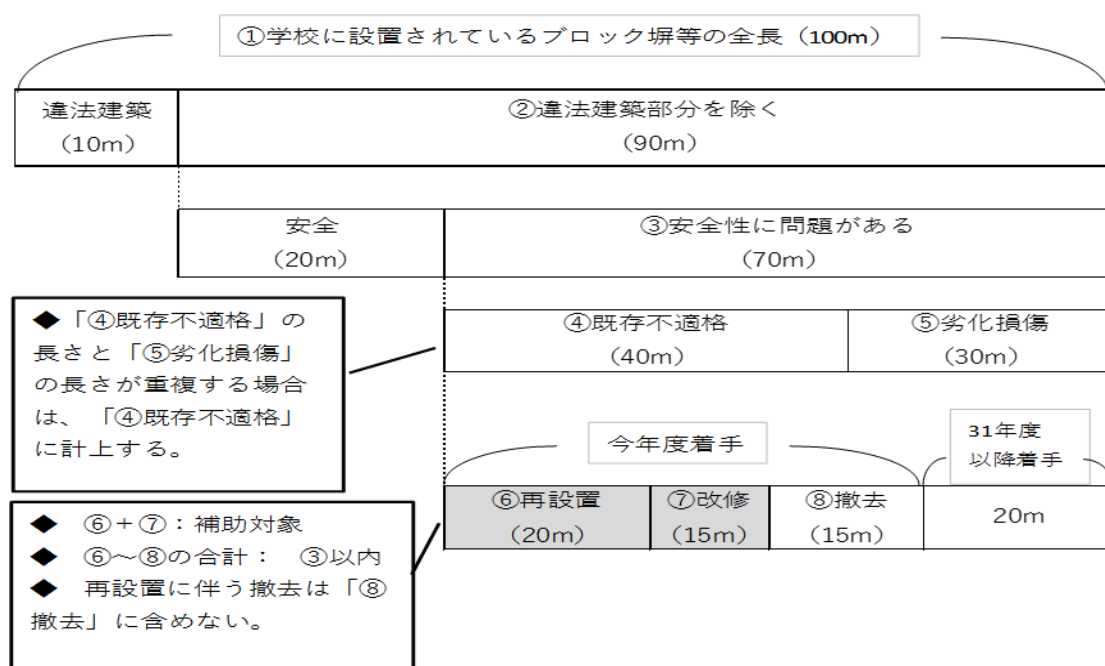 ①学校に設置されているブロック塀等の全長（100m）
違法建築
（10m）
②違法建築部分を除く
（90m）
安全
（20m）
③安全性に問題がある
（70m）
◆「④既存不適格」の
長さと「⑤劣化損傷」
の長さが重複する場合
は、「④既存不適格」
に計上する。
④既存不適格
（40m）
⑤劣化損傷
（30m）
今年度着手
31年度
以降着手
⑥再設置
（20m）
⑦改修
（15m）
⑧撤去
（15m）
20m
◆　⑥＋⑦：補助対象
◆　⑥～⑧の合計：　③以内
◆　再設置に伴う撤去は「⑧
撤去」に含めない。